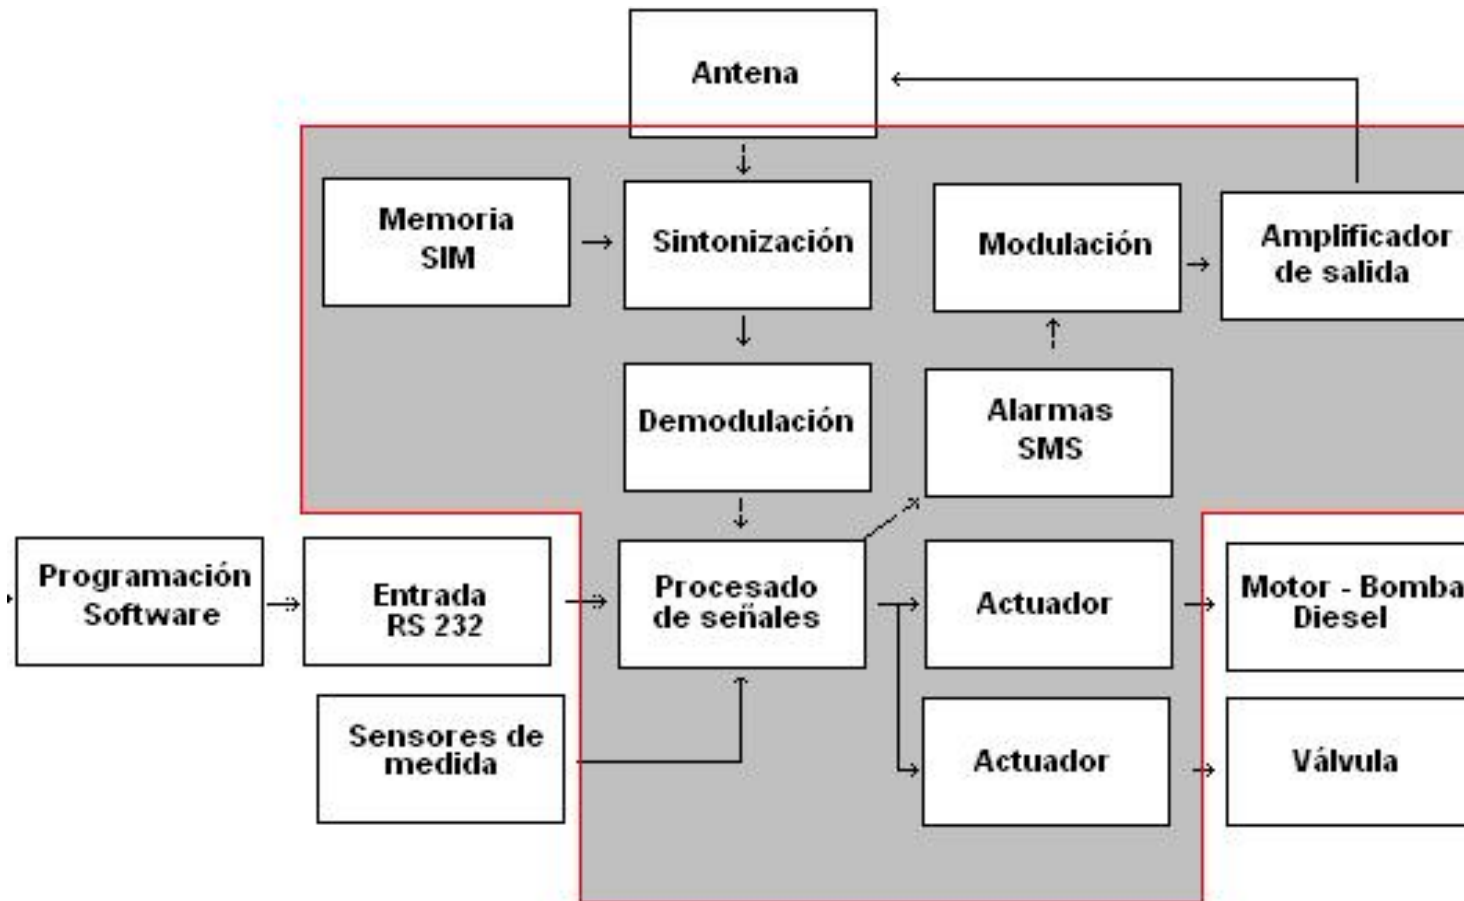 Antena
Memoria
SIM
Sintonización
Modulación
Amplificador
de salida
Demodulación
Alarmas
SMS
Programación
Software
Entrada
RS 232
Procesado
de señales
Actuador
Motor - Bomba
Diesel
Sensores de
medida
Actuador
Válvula